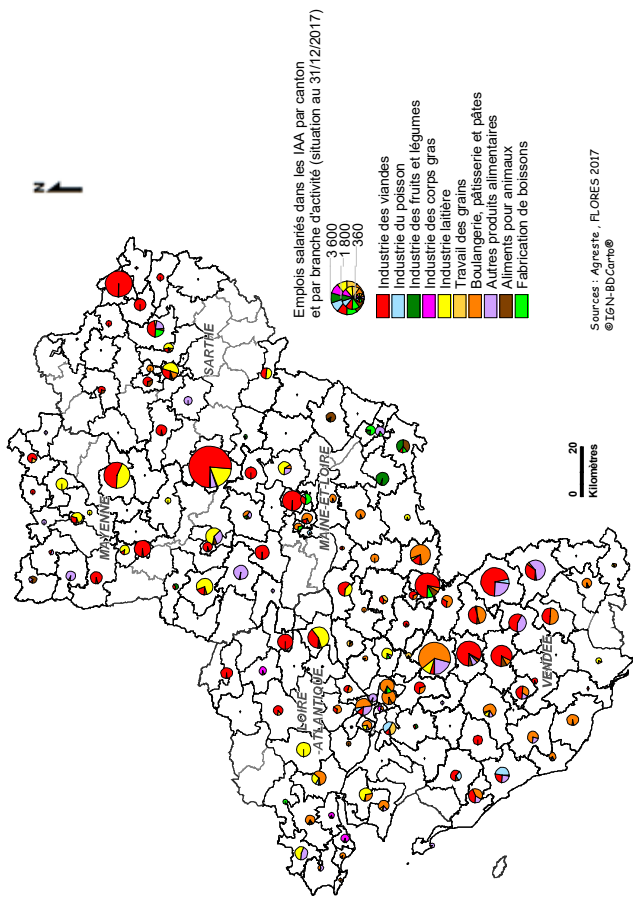 N
Emplois salariés dans les IAA par canton
et par branche d'activité (situation au 31/12/2017)
3 600
1 800
360
Industrie des viandes
Industrie du poisson
Industrie des fruits et légumes
Industrie des corps gras
Industrie laitière
Travail des grains
Boulangerie, pâtisserie et pâtes
Autres produits alimentaires
Aliments pour animaux
Fabrication de boissons
MAYENNE
SARTHE
LOIRE
-ATLANTIQUE
MAINE-ET-LOIRE
VENDEE
0 20
Kilomètres
Sources : Agreste , FLORES 2017
©IGN-BDCarto®